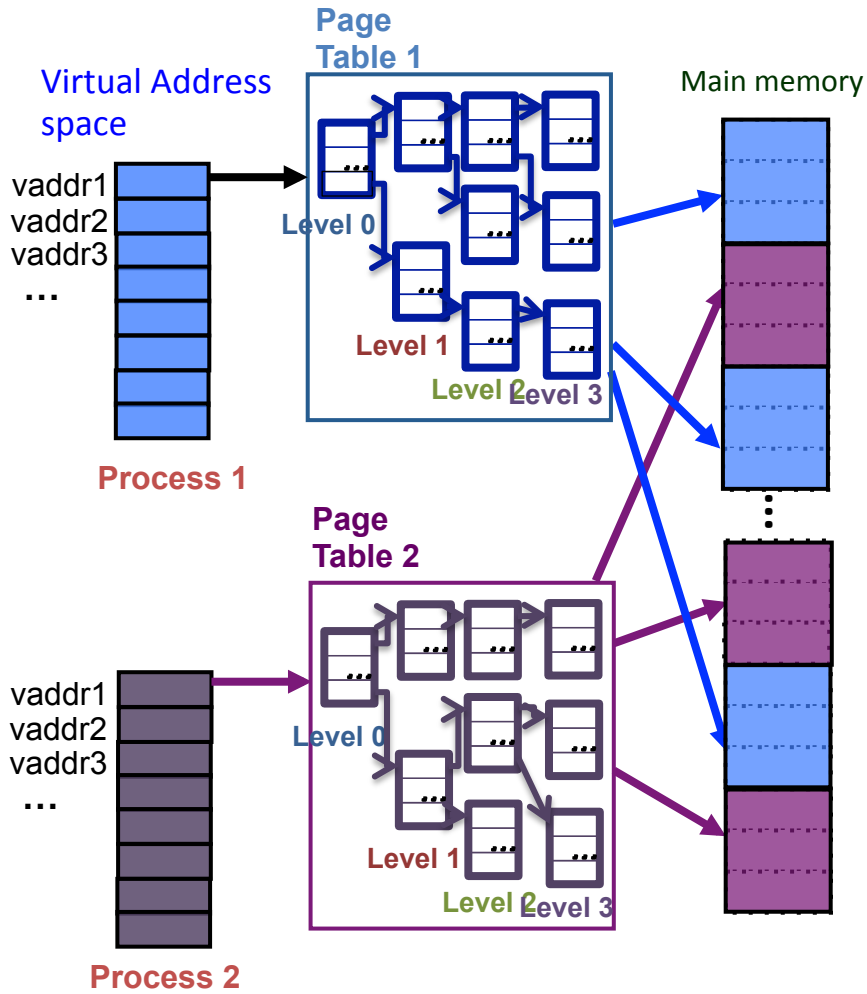 Page
Table 1
Virtual Address
space
Main memory
vaddr1
vaddr2
vaddr3
...
Level 0
Level 1
Level 2
Level 3
Process 1
Page
Table 2
vaddr1
vaddr2
vaddr3
...
Level 0
Level 1
Level 2
Level 3
Process 2